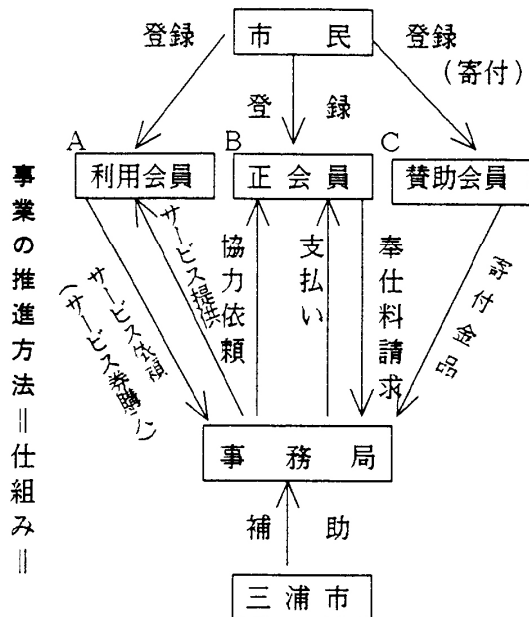 市民
登録
登録
（寄付）
登録
A
B
C
利用会員
正会員
賛助会員
事業の推進方法＝仕組み＝
サービス依頼
（サービス券購入）
サービス提供
協力依頼
支払い
奉仕料請求
寄付金品
事務局
補助
三浦市